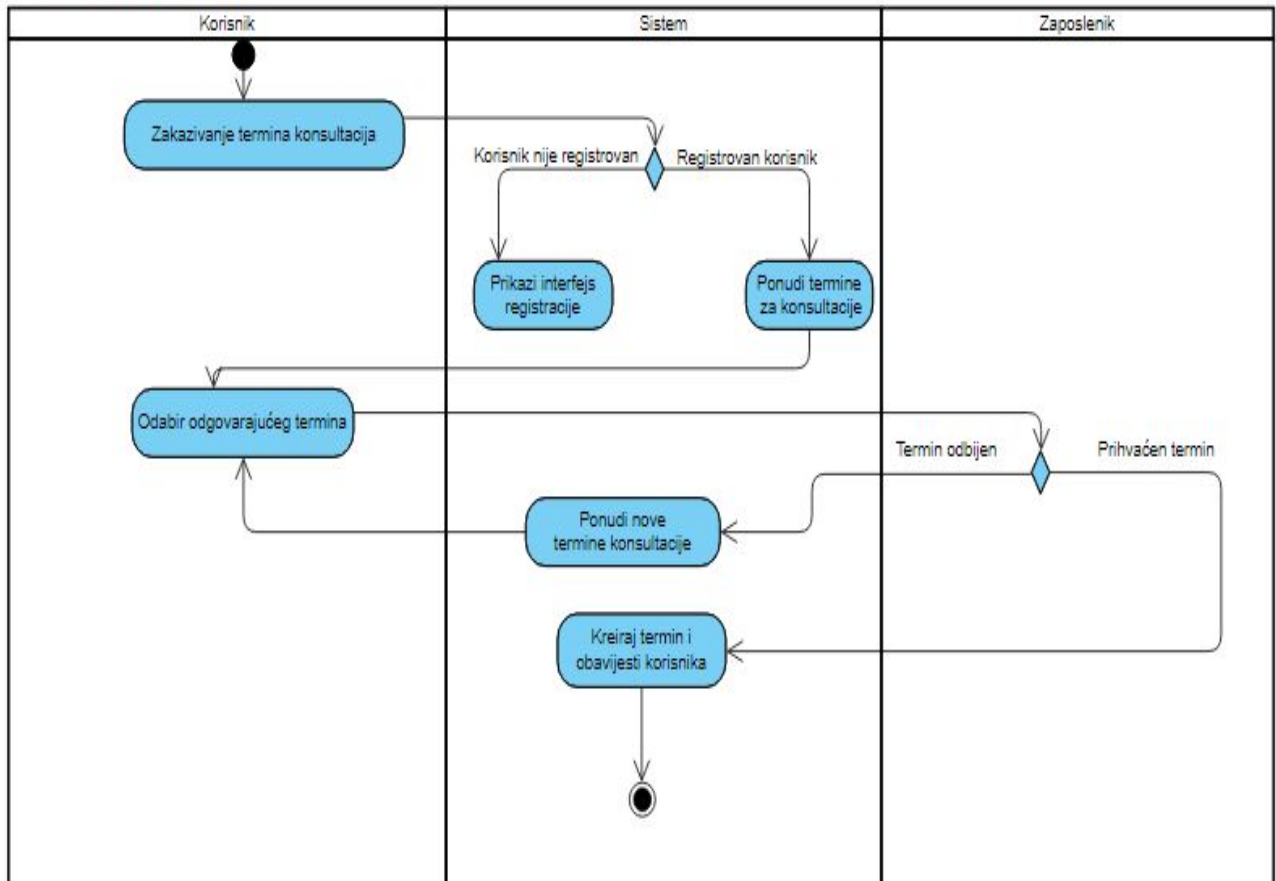 Korisnik
Sistem
Zaposlenik
Zakazivanje termina konsultacija
Korisnik nije registrovan
Registrovan korisnik
Prikazi interfejs
registracije
Ponudi termine
za konsultacije
Odabir odgovarajućeg termina
Termin odbijen
Prihvaćen termin
Ponudi nove
termine konsultacije
Kreiraj termin i
obavijesti korisnika